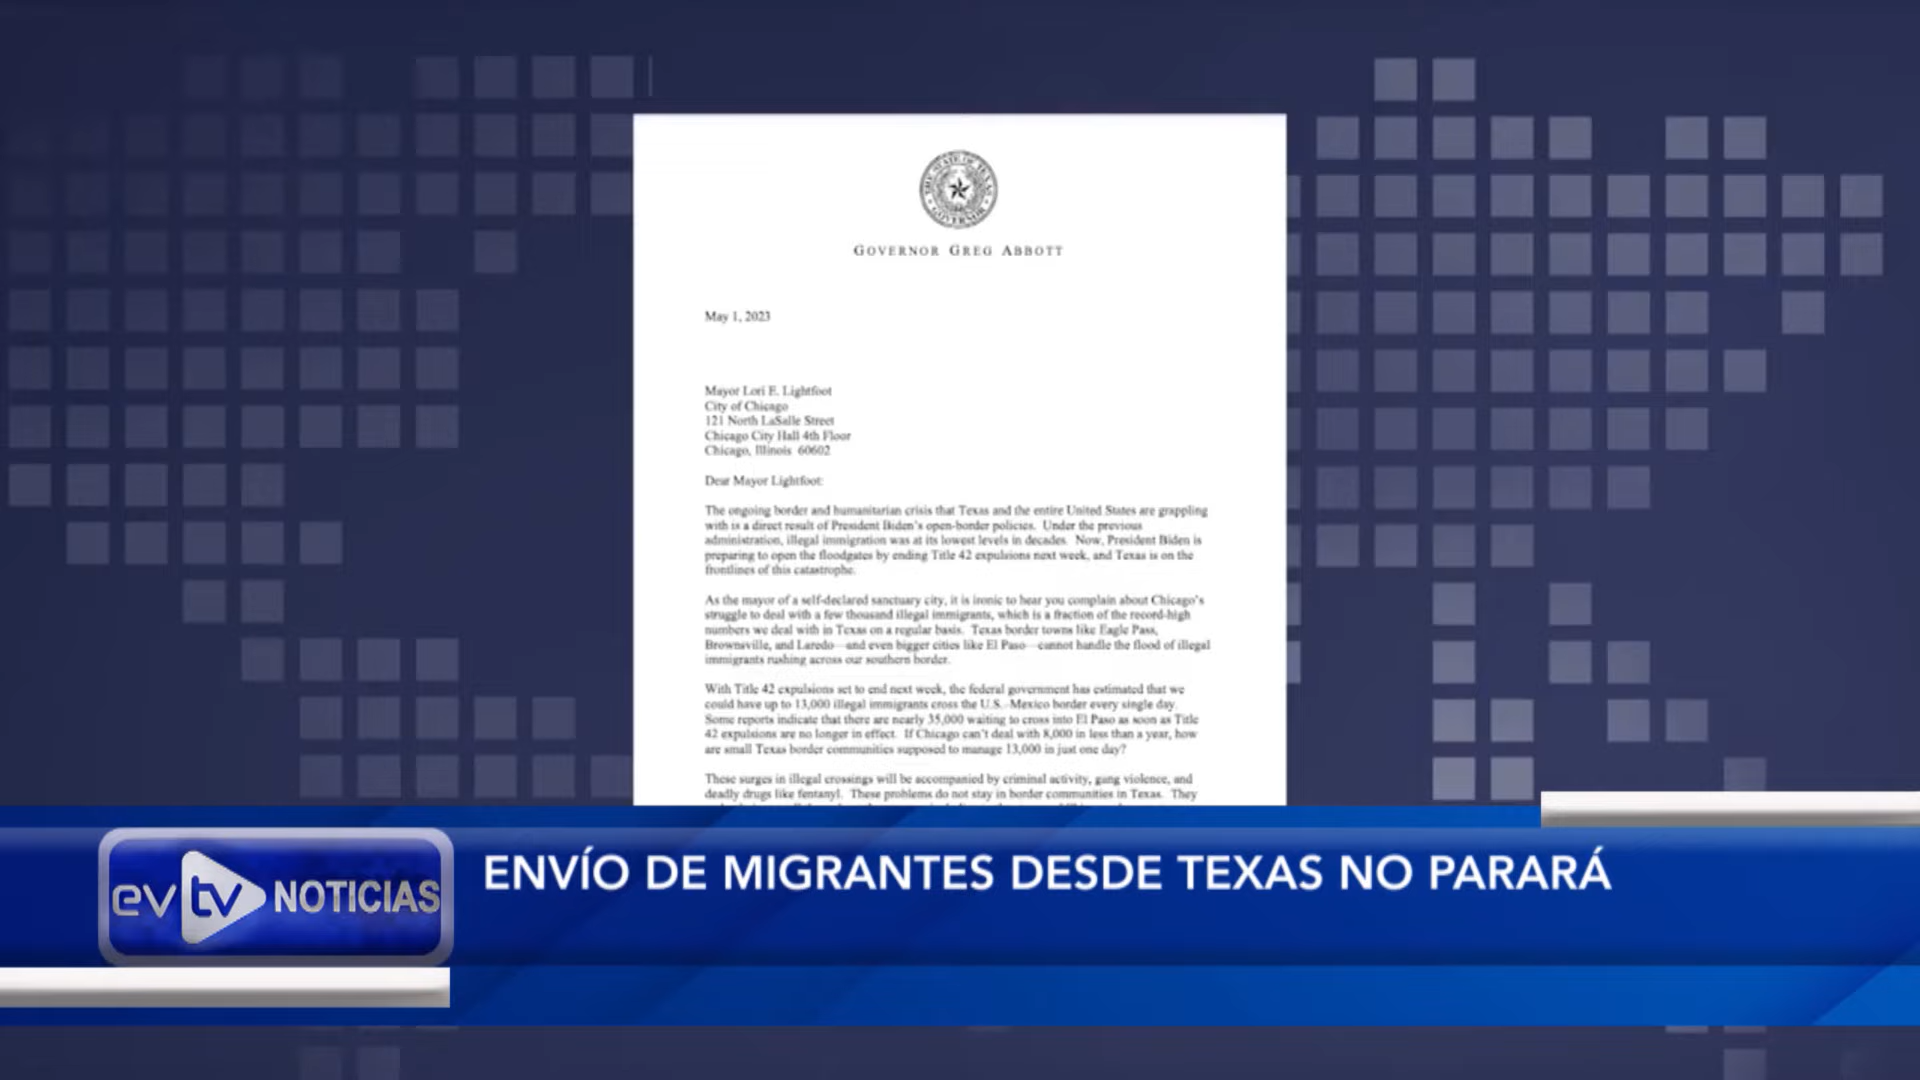 THE STATE OF TEXAS
GOVERNOR
GOVERNOR GREG ABBOTT
May 1, 2023
Mayor Lori E. Lightfoot
City of Chicago
121 North LaSalle Street
Chicago City Hall 4th Floor
Chicago, Illinois 60602
Dear Mayor Lightfoot:
The ongoing border and humanitarian crisis that Texas and the entire United States are grappling
with is a direct result of President Biden's open-border policies. Under the previous
administration, illegal immigration was at its lowest levels in decades. Now, President Biden is
preparing to open the floodgates by ending Title 42 expulsions next week, and Texas is on the
frontlines of this catastrophe.
As the mayor of a self-declared sanctuary city, it is ironic to hear you complain about Chicago's
struggle to deal with a few thousand illegal immigrants, which is a fraction of the record-high
numbers we deal with in Texas on a regular basis. Texas border towns like Eagle Pass,
Brownsville, and Laredo—and even bigger cities like El Paso—cannot handle the flood of illegal
immigrants rushing across our southern border.
With Title 42 expulsions set to end next week, the federal government has estimated that we
could have up to 13,000 illegal immigrants cross the U.S.-Mexico border every single day.
Some reports indicate that there are nearly 35,000 waiting to cross into El Paso as soon as Title
42 expulsions are no longer in effect. If Chicago can't deal with 8,000 in less than a year, how
are small Texas border communities supposed to manage 13,000 in just one day?
These surges in illegal crossings will be accompanied by criminal activity, gang violence, and
deadly drugs like fentanyl. These problems do not stay in border communities in Texas. They
evtv NOTICIAS
ENVÍO DE MIGRANTES DESDE TEXAS NO PARARÁ